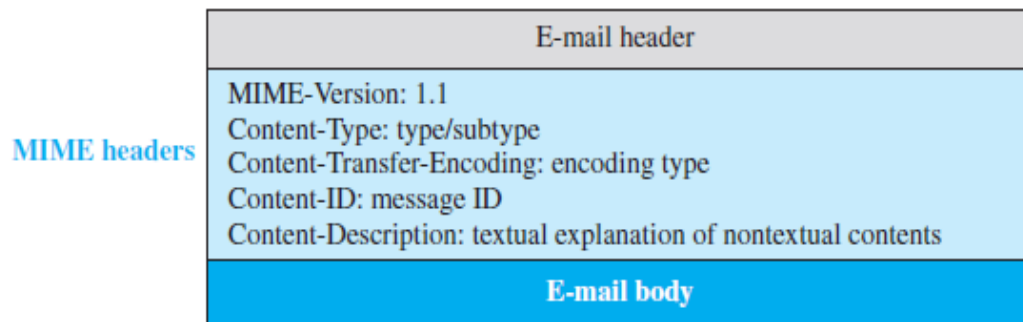 E-mail header
MIME-Version: 1.1
Content-Type: type/subtype
MIME headers
Content-Transfer-Encoding: encoding type
Content-ID: message ID
Content-Description: textual explanation of nontextual contents
E-mail body